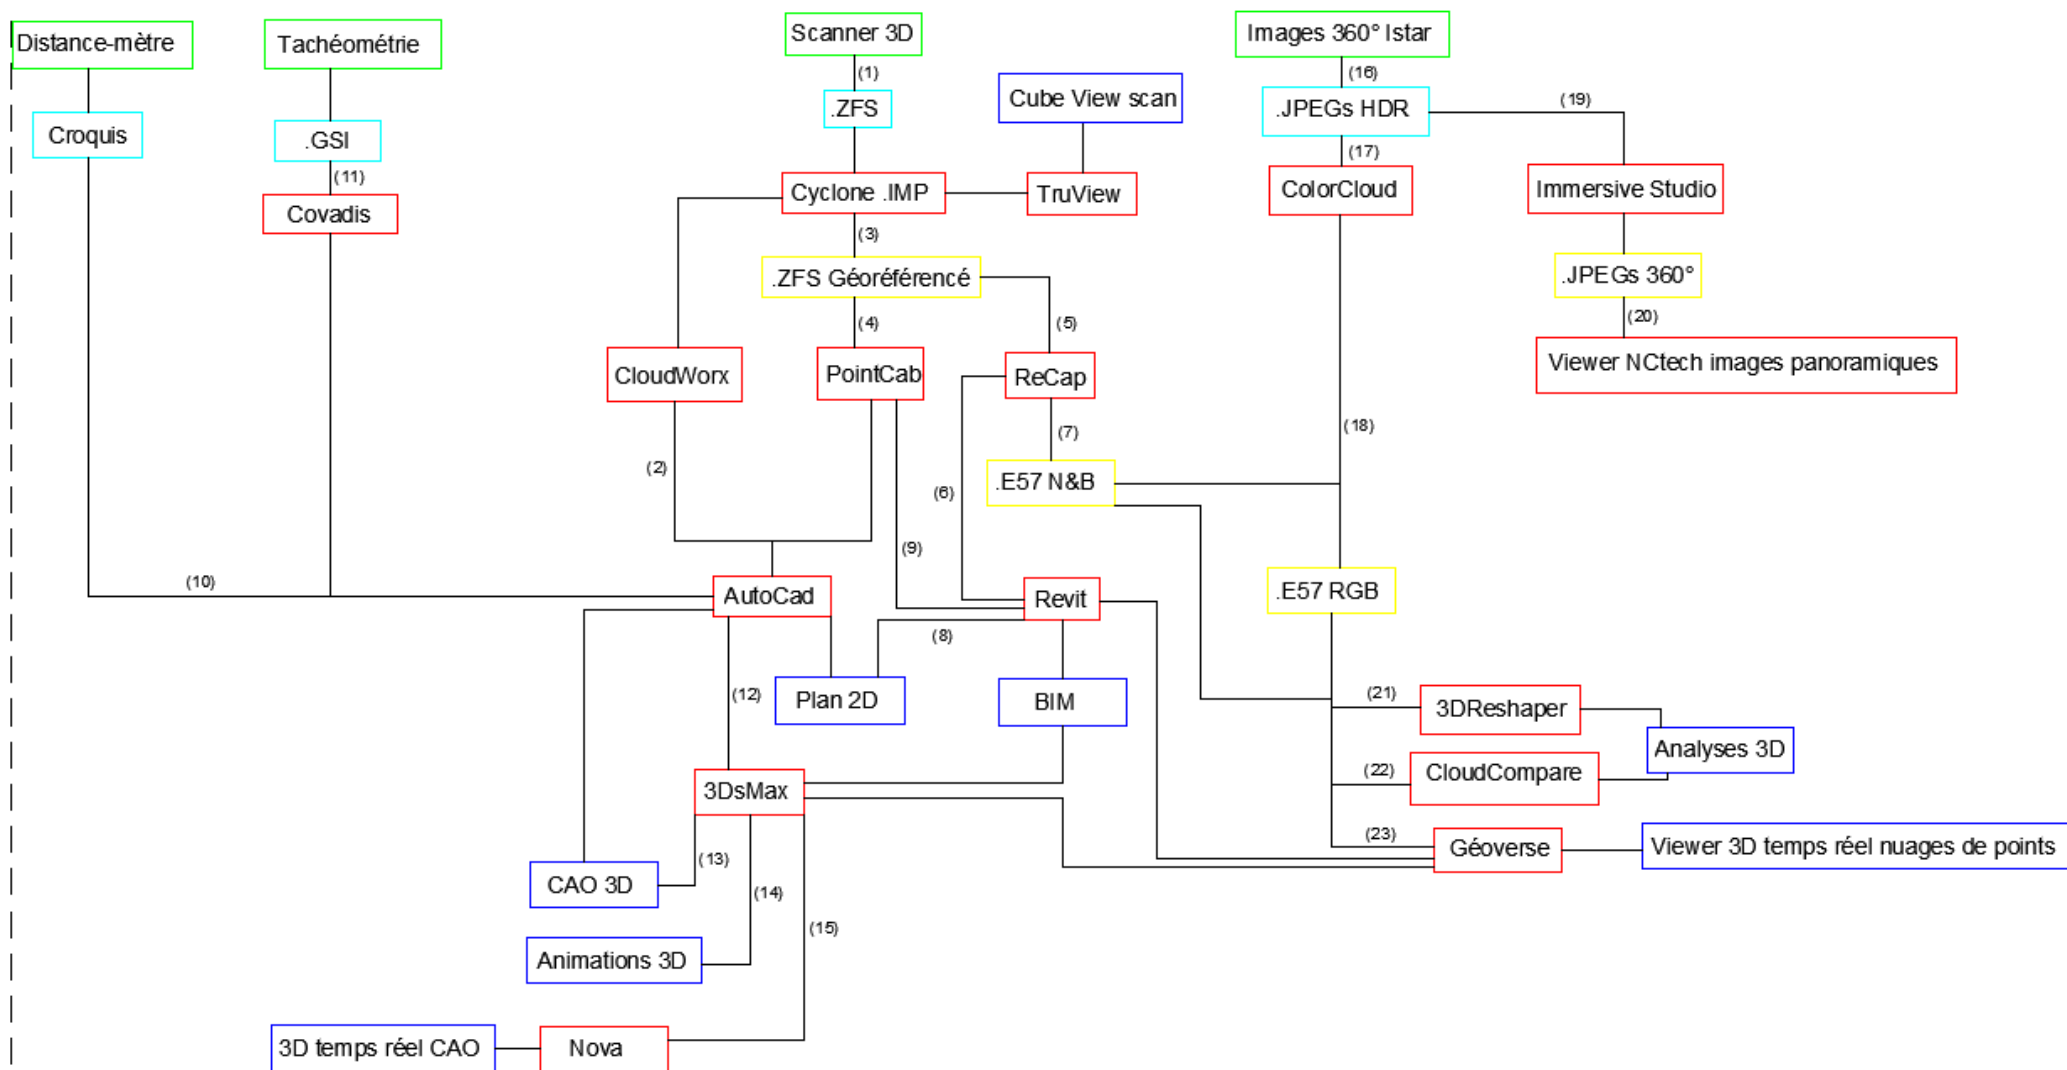 Distance-mètre
Tachéométrie
Scanner 3D
Images 360° Istar
(1)
(16)
Cube View scan
.ZFS
.JPEGs HDR
(19)
Croquis
.GSI
(17)
(11)
Cyclone .IMP
TruView
ColorCloud
Immersive Studio
Covadis
(3)
.ZFS Géoréférencé
.JPEGs 360°
(4)
(5)
(20)
CloudWorx
PointCab
ReCap
Viewer NCtech images panoramiques
(18)
(7)
(2)
.E57 N&B
(6)
(9)
(10)
AutoCad
Revit
.E57 RGB
(8)
(12)
Plan 2D
BIM
(21)
3DReshaper
Analyses 3D
(22)
CloudCompare
3DsMax
(23)
Géoverse
Viewer 3D temps réel nuages de points
(13)
CAO 3D
(14)
(15)
Animations 3D
3D temps réel CAO
Nova